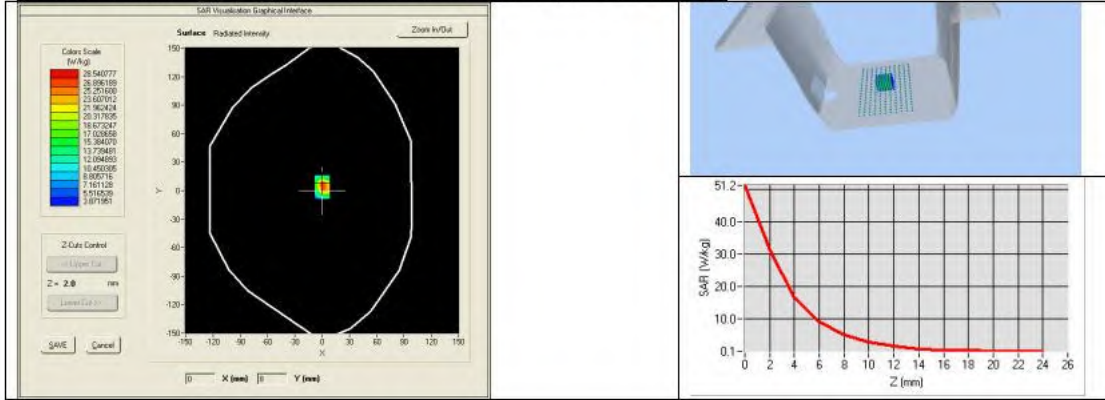 SAR Visualisation Graphical Interface
Surface Radiated Intensity
Zoom In/Out
Colors Scale
(W/kg)
28.540777
26.896189
25.251600
23.607012
21.962424
20.317835
18.673247
17.028658
15.384070
13.739481
12.094893
10.450305
8.805716
7.161128
5.516539
3.871951
Z-Cuts Control
<< Upper Cut
Z = 2.0 mm
Lower Cut >>
SAVE Cancel
150-
120-
90-
60-
30-
0-
-30-
-60-
-90-
-120-
-150-
Y
-150 -120 -90 -60 -30 0 30 60 90 120 150
X
0 X (mm) 0 Y (mm)
51.2-
40.0-
30.0-
20.0-
10.0-
0.1-
SAR (W/kg)
0 2 4 6 8 10 12 14 16 18 20 22 24 26
Z (mm)